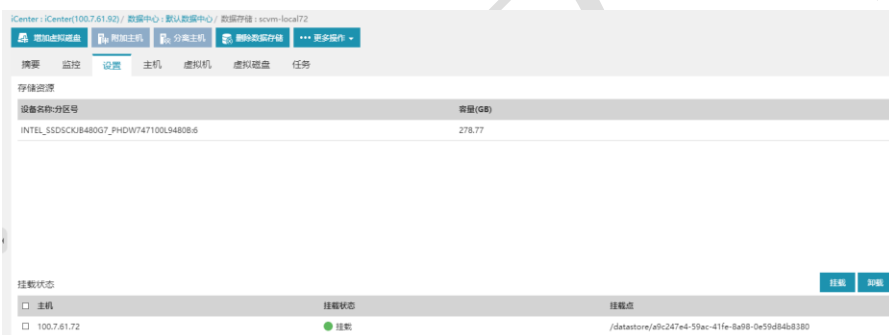 iCenter : iCenter(100.7.61.92) / 数据中心 : 默认数据中心 / 数据存储 : scvm-local72
增加虚拟磁盘 附加主机 分离主机 删除数据存储 ••• 更多操作
摘要 监控 设置 主机 虚拟机 虚拟磁盘 任务
存储资源
设备名称:分区号 容量(GB)
INTEL_SSDSCKJB480G7_PHDW747100L9480B:6 278.77
挂载状态 挂载 卸载
主机 挂载状态 挂载点
100.7.61.72 挂载 /datastore/a9c247e4-59ac-41fe-8a98-0e59d84b8380